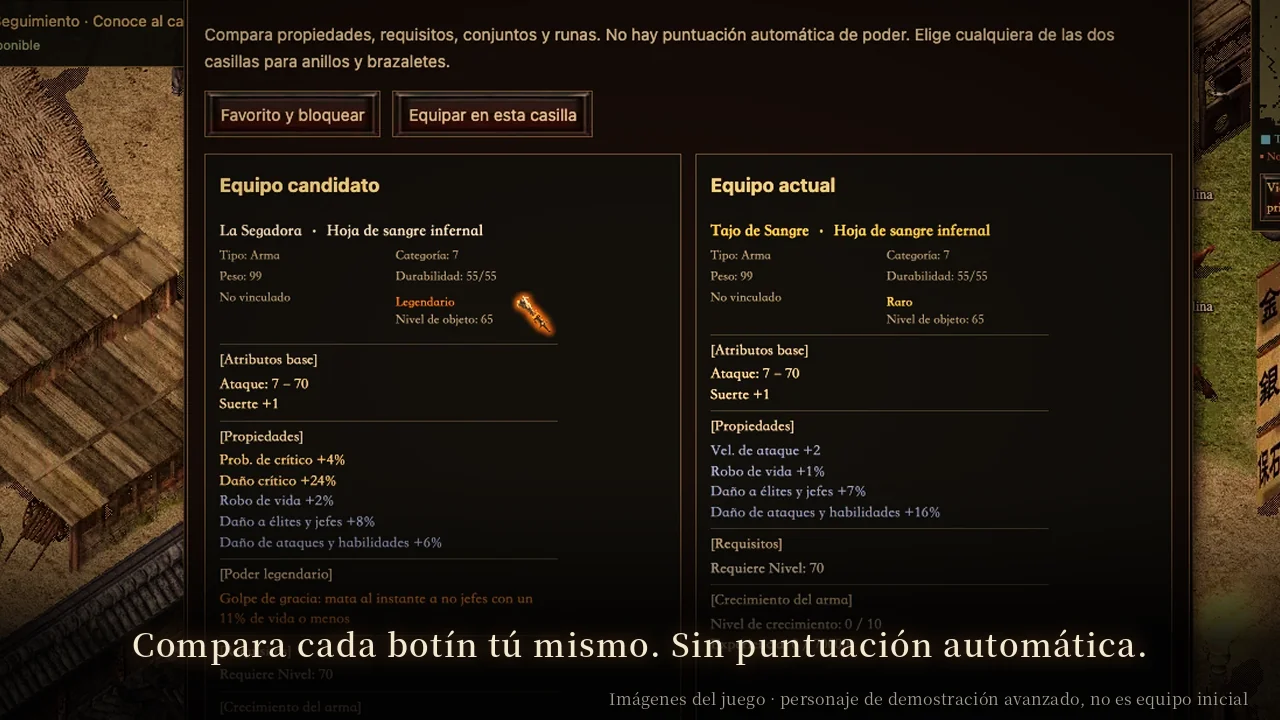 Seguimiento · Conoce al ca
ponible
Compara propiedades, requisitos, conjuntos y runas. No hay puntuación automática de poder. Elige cualquiera de las dos
casillas para anillos y brazaletes.
Favorito y bloquear
Equipar en esta casilla
Equipo candidato
La Segadora · Hoja de sangre infernal
Tipo: Arma
Categoría: 7
Peso: 99
Durabilidad: 55/55
No vinculado
Legendario
Nivel de objeto: 65
[Atributos base]
Ataque: 7 – 70
Suerte +1
[Propiedades]
Prob. de crítico +4%
Daño crítico +24%
Robo de vida +2%
Daño a élites y jefes +8%
Daño de ataques y habilidades +6%
[Poder legendario]
Golpe de gracia: mata al instante a no jefes con un
11% de vida o menos
Requiere Nivel: 70
[Crecimiento del arma]
Equipo actual
Tajo de Sangre · Hoja de sangre infernal
Tipo: Arma
Categoría: 7
Peso: 99
Durabilidad: 55/55
No vinculado
Raro
Nivel de objeto: 65
[Atributos base]
Ataque: 7 – 70
Suerte +1
[Propiedades]
Vel. de ataque +2
Robo de vida +1%
Daño a élites y jefes +7%
Daño de ataques y habilidades +16%
[Requisitos]
Requiere Nivel: 70
[Crecimiento del arma]
Nivel de crecimiento: 0 / 10
lina
lina
金
銀
保石
Compara cada botín tú mismo. Sin puntuación automática.
Imágenes del juego · personaje de demostración avanzado, no es equipo inicial